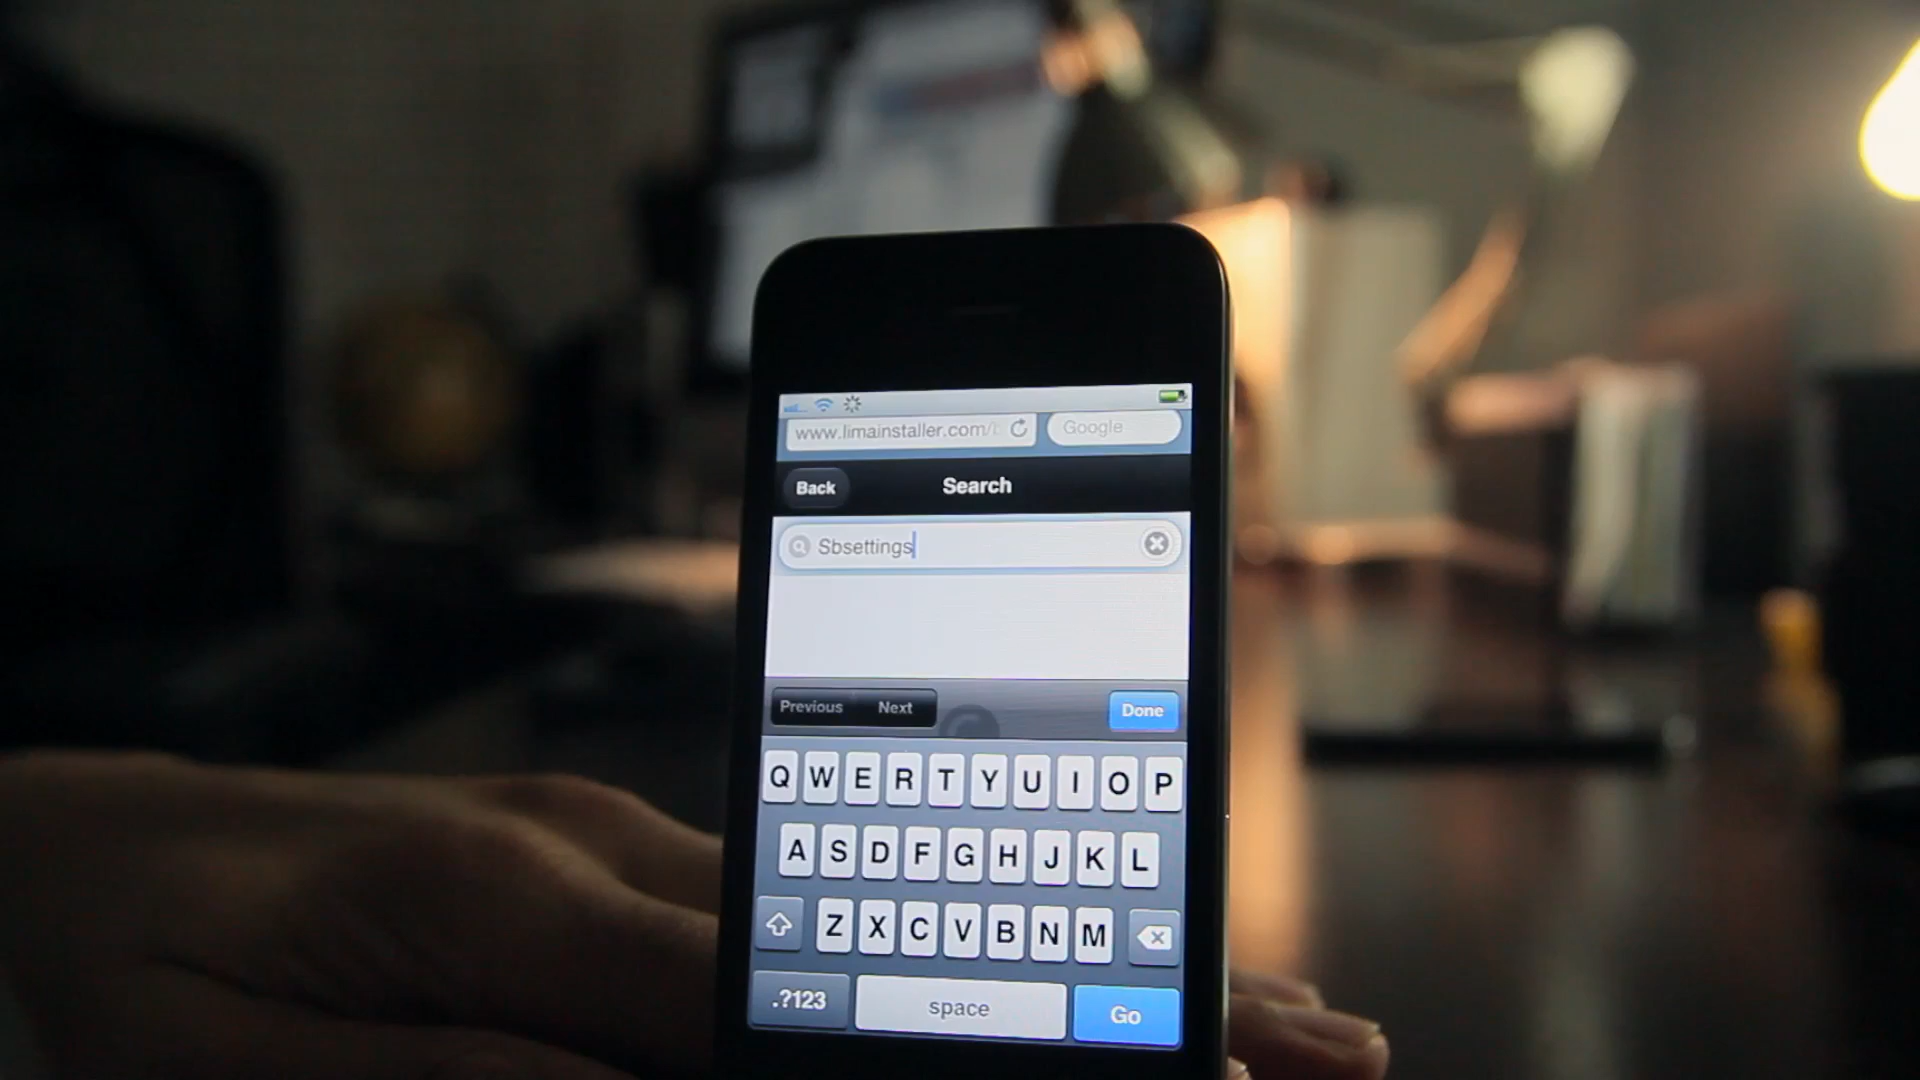 www.limainstaller.com/b
Google
Back
Search
Sbsettings
Previous
Next
Done
Q W E R T Y U I O P
A S D F G H J K L
Z X C V B N M
.?123
space
Go